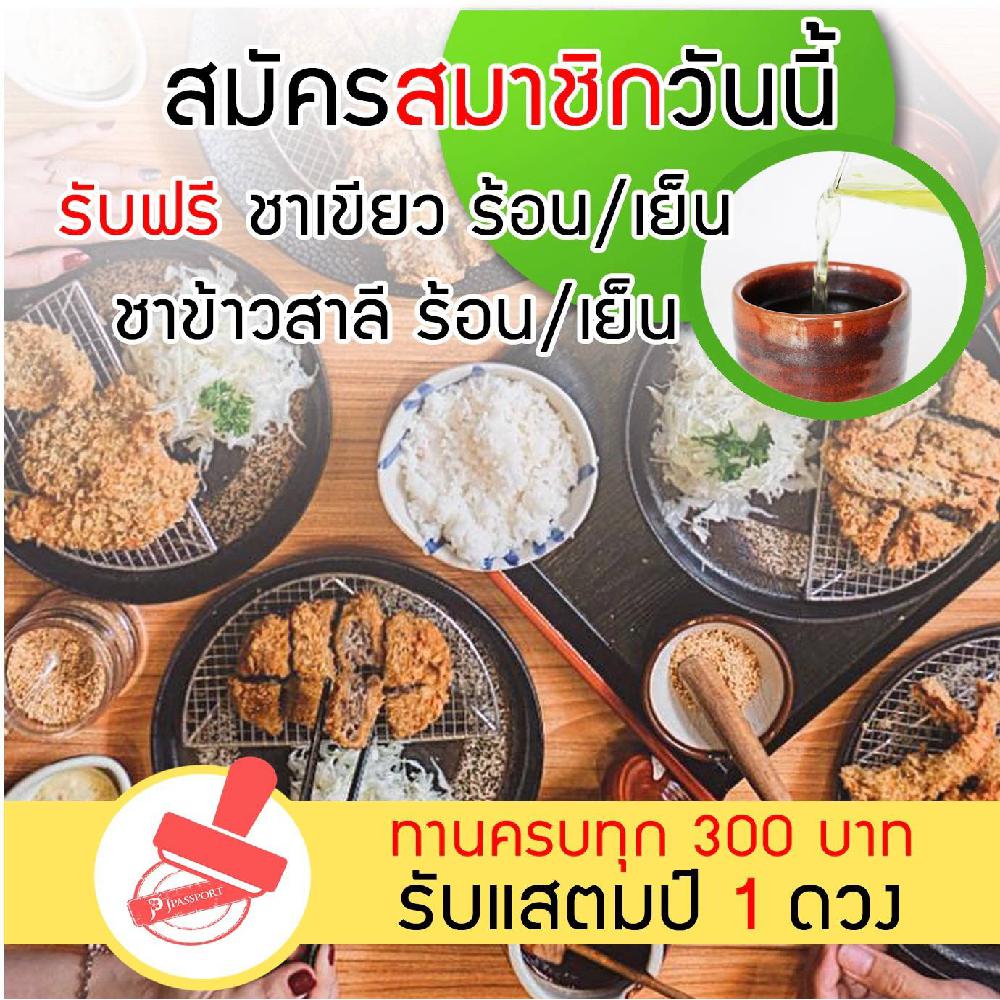 สมัครสมาชิกวันนี้
รับฟรี ชาเขียว ร้อน/เย็น
ชาข้าวสาลี ร้อน/เย็น
ทานครบทุก 300 บาท
รับแสตมป์ 1 ดวง
JPASSPORT